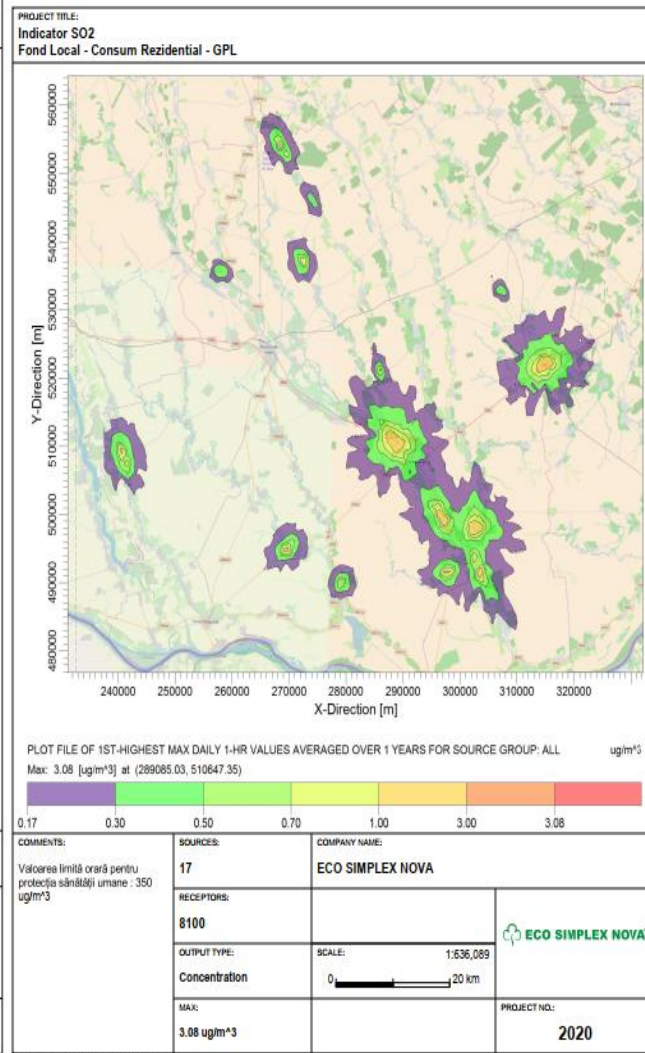 PROJECT TITLE:
Indicator SO2
Fond Local - Consum Rezidential - GPL
Y-Direction [m]
560000
550000
540000
530000
520000
510000
500000
490000
480000
240000 250000 260000 270000 280000 290000 300000 310000 320000
X-Direction [m]
PLOT FILE OF 1ST-HIGHEST MAX DAILY 1-HR VALUES AVERAGED OVER 1 YEARS FOR SOURCE GROUP: ALL ug/m^3
Max: 3.08 [ug/m^3] at (289085.03, 510647.35)
0.17 0.30 0.50 0.70 1.00 3.00 3.08
COMMENTS:
Valoarea limită orară pentru
protecția sănătății umane : 350
ug/m^3
SOURCES:
17
COMPANY NAME:
ECO SIMPLEX NOVA
RECEPTORS:
8100
OUTPUT TYPE:
Concentration
SCALE: 1:636,089
0 20 km
ECO SIMPLEX NOVA
MAX:
3.08 ug/m^3
PROJECT NO.:
2020